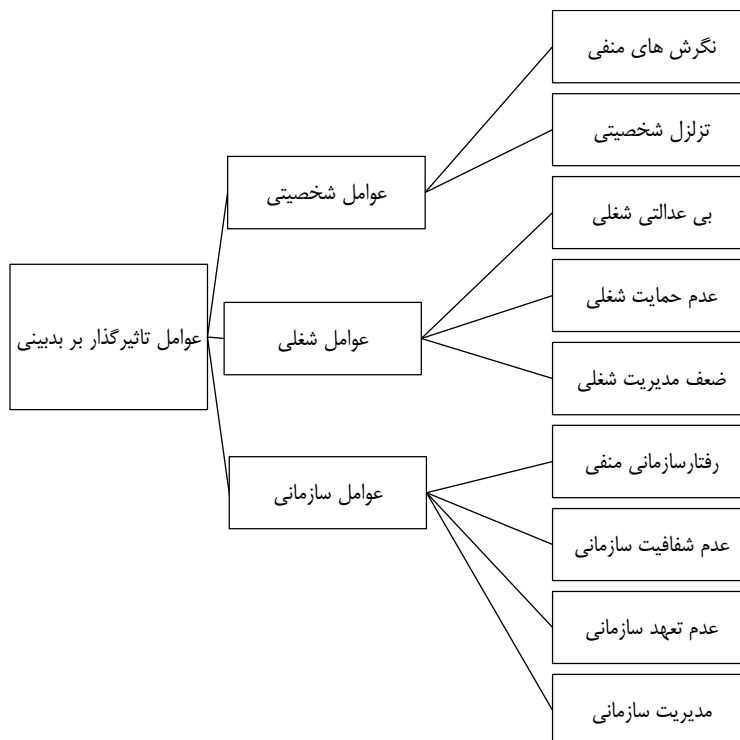 عوامل تاثیرگذار بر بدبینی
عوامل شخصیتی
نگرش های منفی
تزلزل شخصیتی
عوامل شغلی
بی عدالتی شغلی
عدم حمایت شغلی
ضعف مدیریت شغلی
عوامل سازمانی
رفتارسازمانی منفی
عدم شفافیت سازمانی
عدم تعهد سازمانی
مدیریت سازمانی